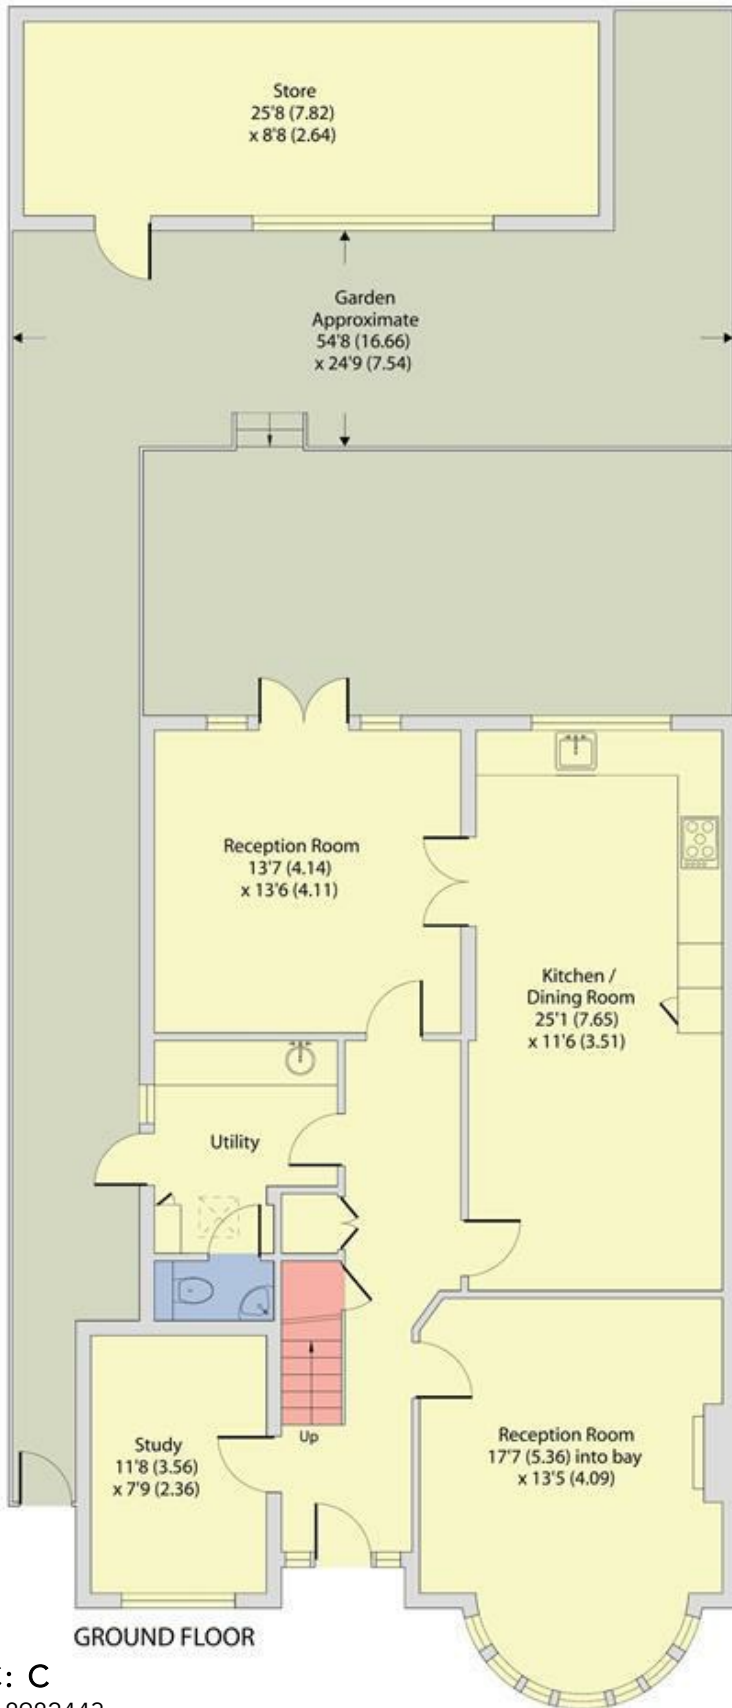 Store
25'8 (7.82)
x 8'8 (2.64)
Garden
Approximate
54'8 (16.66)
x 24'9 (7.54)
Reception Room
13'7 (4.14)
x 13'6 (4.11)
Kitchen /
Dining Room
25'1 (7.65)
x 11'6 (3.51)
Utility
Up
Study
11'8 (3.56)
x 7'9 (2.36)
Reception Room
17'7 (5.36) into bay
x 13'5 (4.09)
GROUND FLOOR
: C